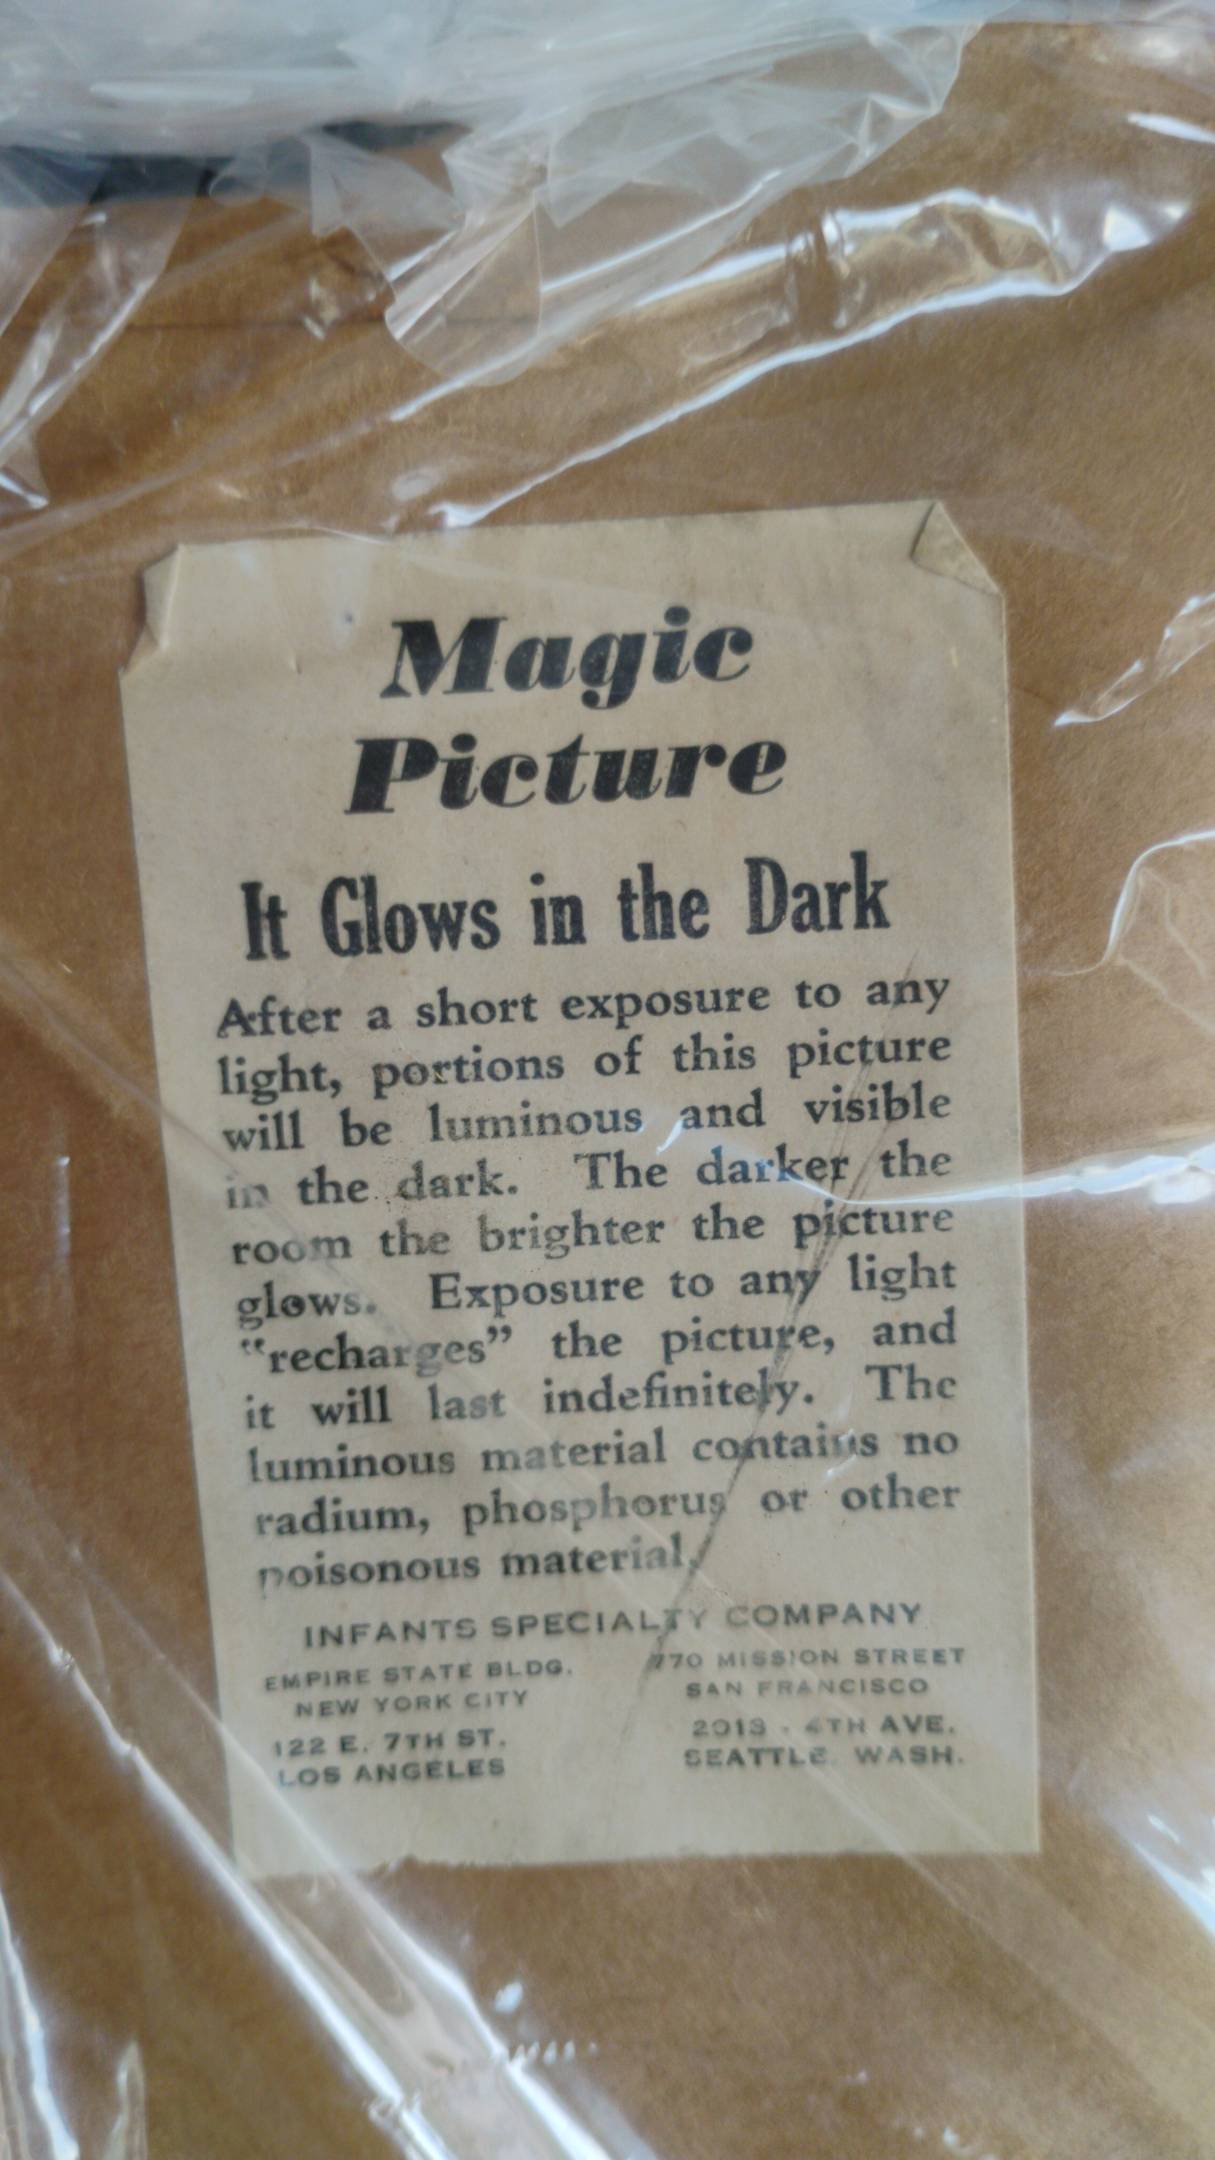 Magic
Picture
It Glows in the Dark
After a short exposure to any
light, portions of this picture
will be luminous and visible
in the dark. The darker the
room the brighter the picture
glows. Exposure to any light
“recharges” the picture, and
it will last indefinitely. The
luminous material contains no
radium, phosphorus or other
poisonous material.
INFANTS SPECIALTY COMPANY
EMPIRE STATE BLDG.
NEW YORK CITY
122 E. 7TH ST.
LOS ANGELES
770 MISSION STREET
SAN FRANCISCO
2013 - 4TH AVE.
SEATTLE, WASH.